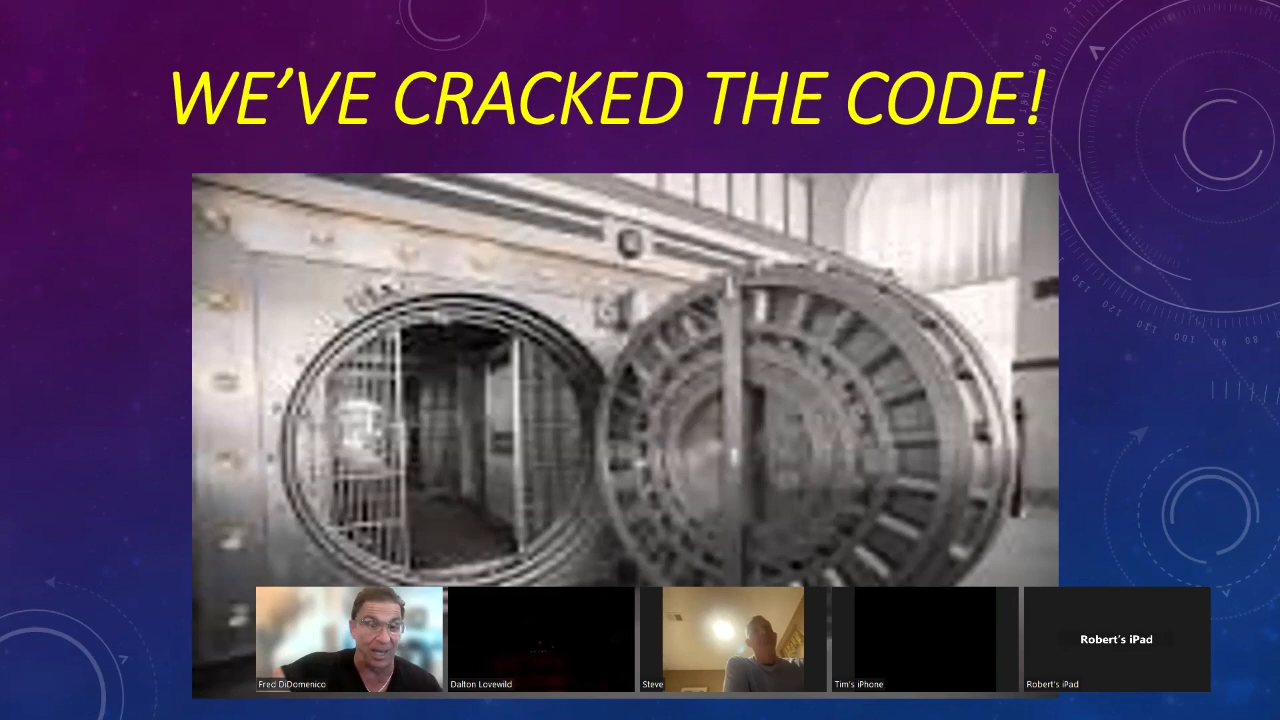 WE'VE CRACKED THE CODE!
Robert's iPad
Fred DiDomenico
Dalton Lovewild
Steve
Tim's iPhone
Robert's iPad